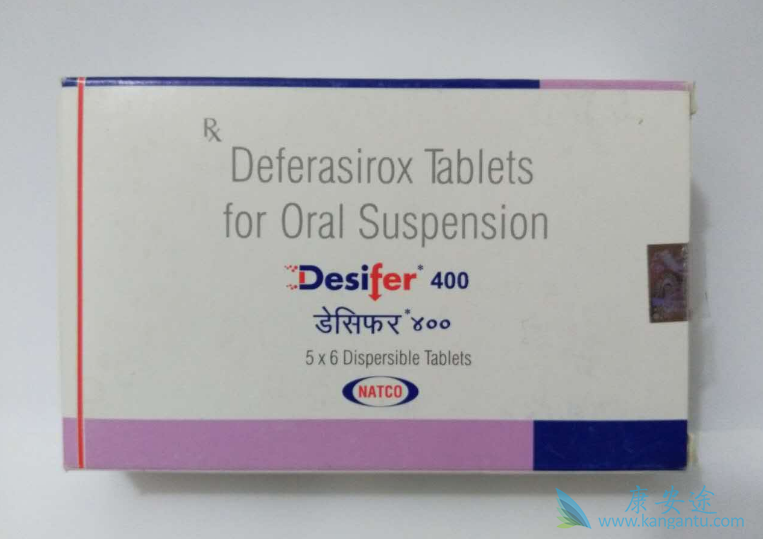 Rx
Deferasirox Tablets
for Oral Suspension
Desifer* 400
डेसिफर*४००
5 x 6 Dispersible Tablets
NATCO
康安途
www.kangantu.com